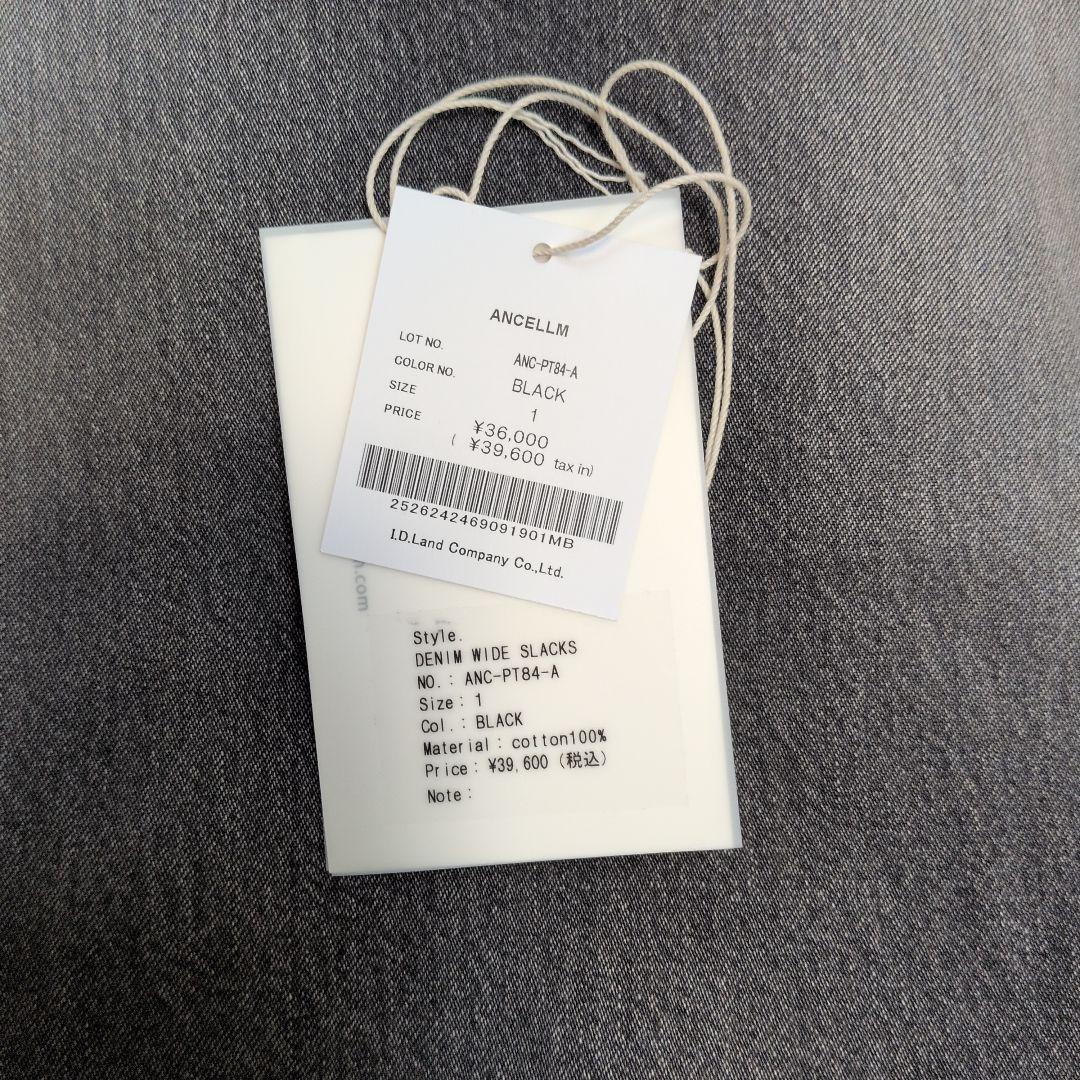 ANCELLM
LOT NO. ANC-PT84-A
COLOR NO. BLACK
SIZE 1
PRICE ¥36,000
( ¥39,600 tax in)
2526242469091901MB
I.D.Land Company Co.,Ltd.
.com
Style.
DENIM WIDE SLACKS
NO.: ANC-PT84-A
Size: 1
Col.: BLACK
Material: cotton100%
Price: ¥39,600 (税込)
Note: